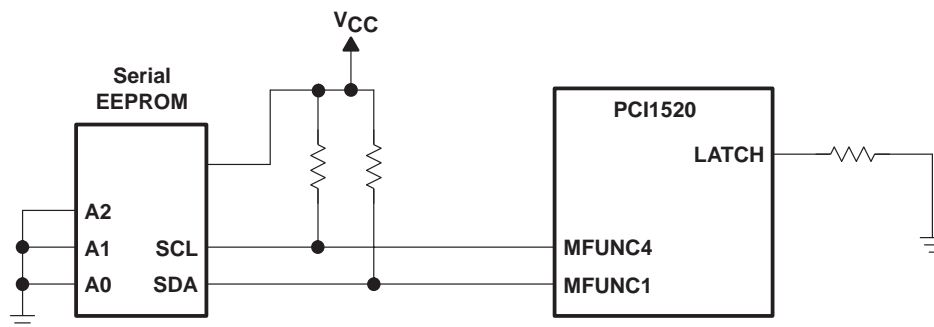 VCC
Serial
EEPROM
PCI1520
LATCH
A2
A1
SCL
MFUNC4
A0
SDA
MFUNC1